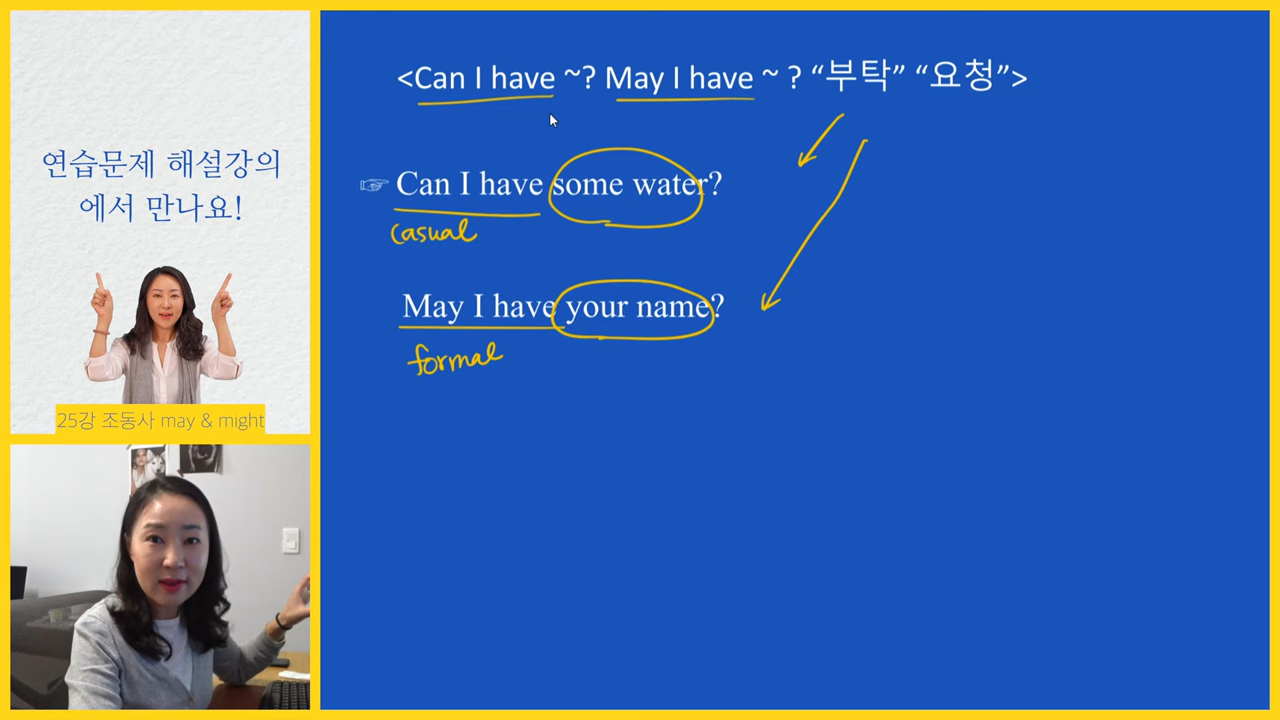 연습문제 해설강의
에서 만나요!
25강 조동사 may & might
<Can I have ~? May I have ~ ? “부탁” “요청”>
☞ Can I have some water?
casual
May I have your name?
formal